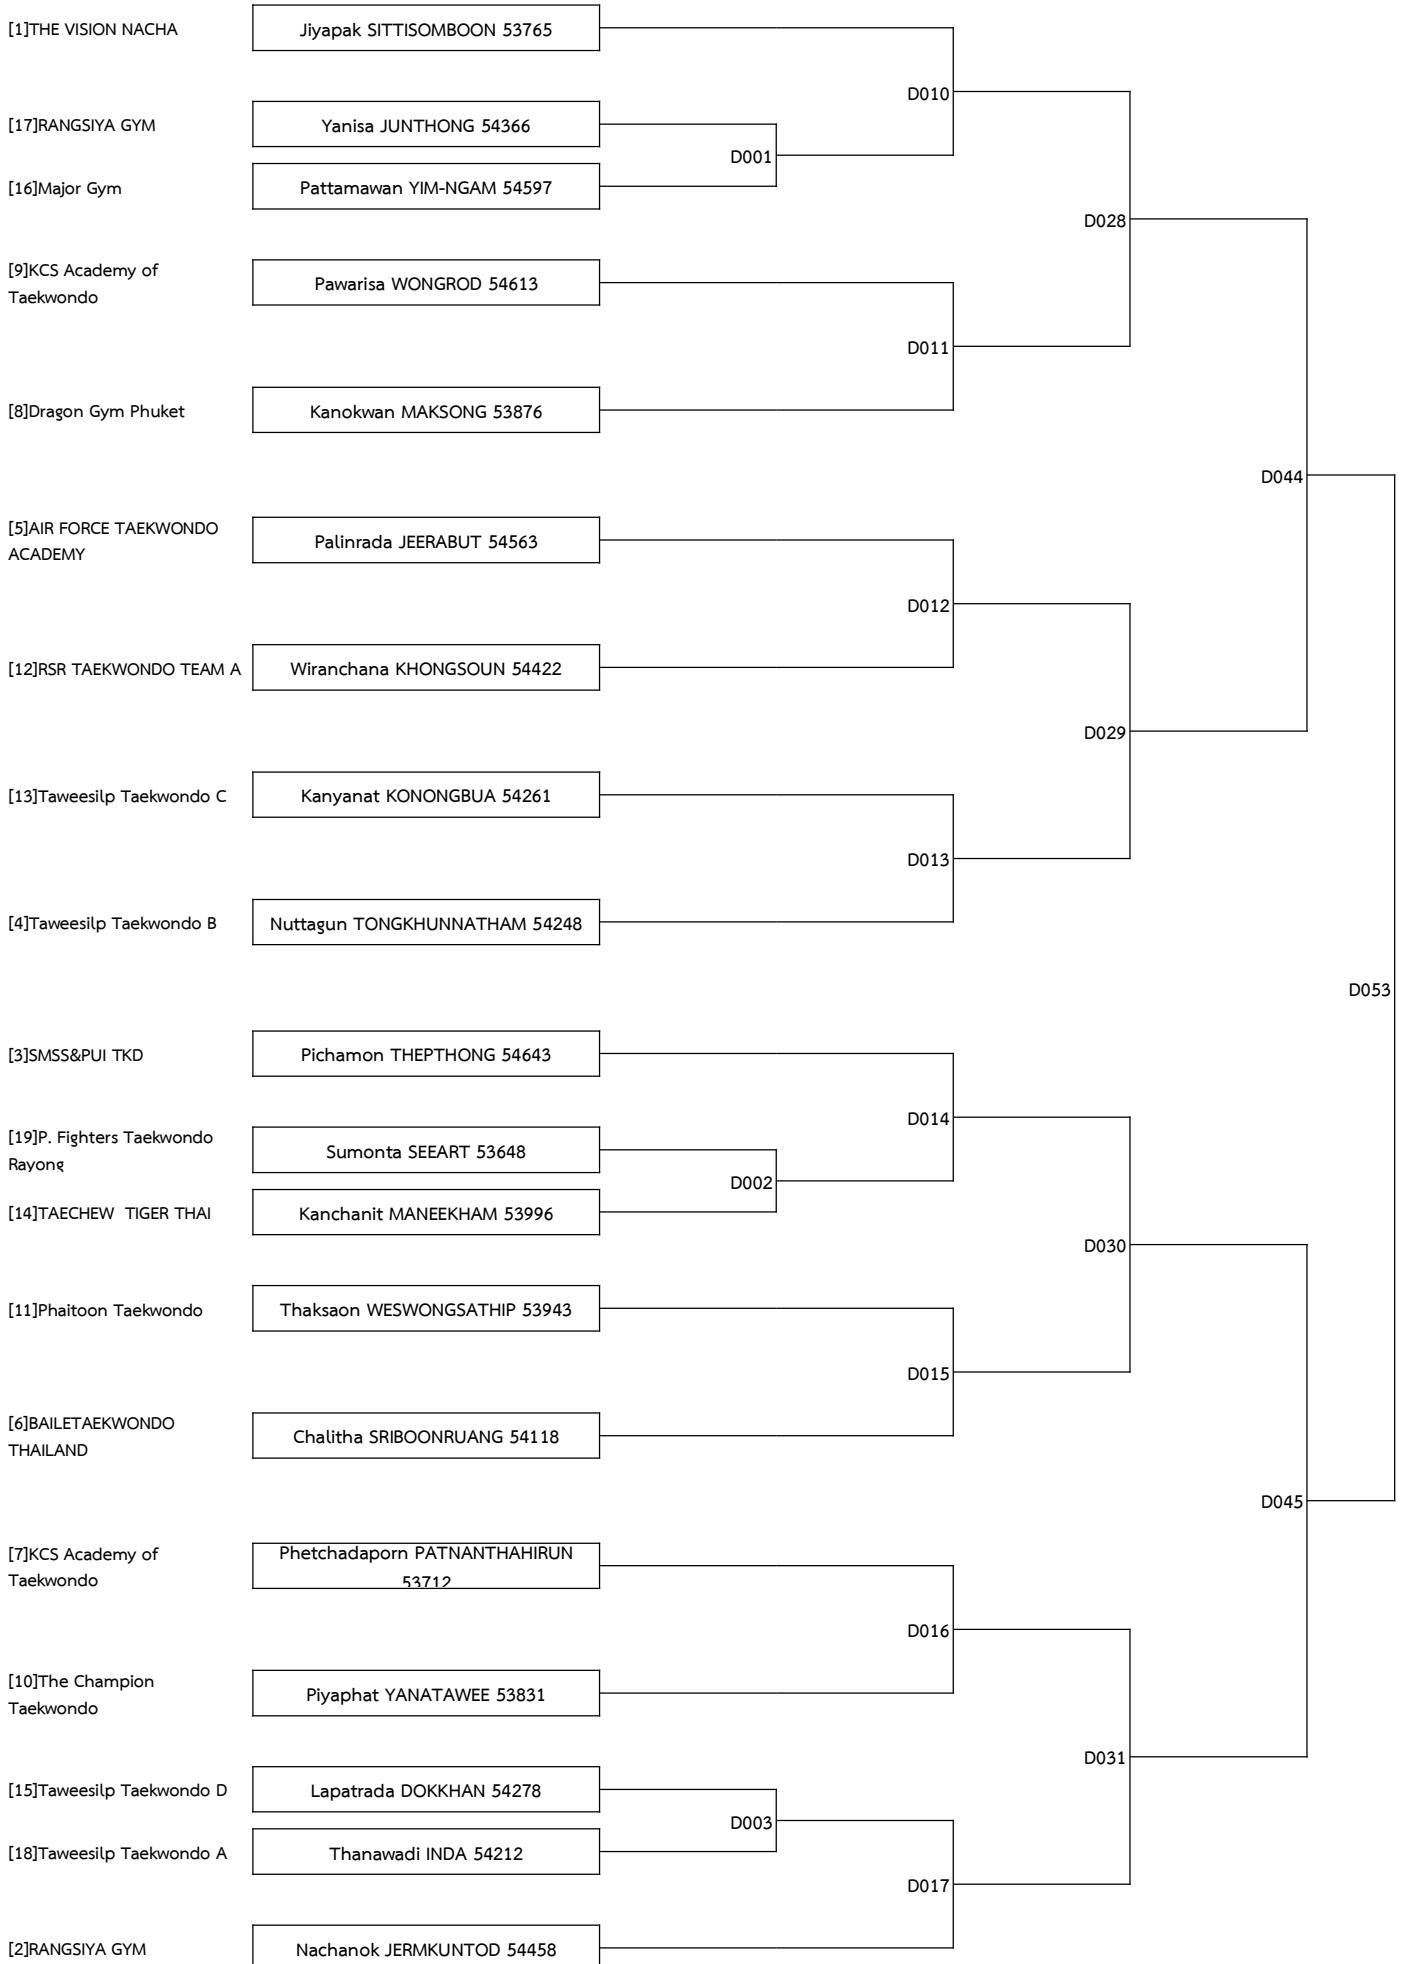 [1]THE VISION NACHA
Jiyapak SITTISOMBOON 53765
D010
[17]RANGSIYA GYM
Yanisa JUNTHONG 54366
D001
[16]Major Gym
Pattamawan YIM-NGAM 54597
D028
[9]KCS Academy of
Taekwondo
Pawarisa WONGROD 54613
D011
[8]Dragon Gym Phuket
Kanokwan MAKSONG 53876
D044
[5]AIR FORCE TAEKWONDO
ACADEMY
Palinrada JEERABUT 54563
D012
[12]RSR TAEKWONDO TEAM A
Wiranchana KHONGSOUN 54422
D029
[13]Taweesilp Taekwondo C
Kanyanat KONONGBUA 54261
D013
[4]Taweesilp Taekwondo B
Nuttagun TONGKHUNNATHAM 54248
D053
[3]SMSS&PUI TKD
Pichamon THEPTHONG 54643
D014
[19]P. Fighters Taekwondo
Rayong
Sumonta SEEART 53648
D002
[14]TAECHEW  TIGER THAI
Kanchanit MANEEKHAM 53996
D030
[11]Phaitoon Taekwondo
Thaksaon WESWONGSATHIP 53943
D015
[6]BAILETAEKWONDO
THAILAND
Chalitha SRIBOONRUANG 54118
D045
[7]KCS Academy of
Taekwondo
Phetchadaporn PATNANTHAHIRUN
53712
D016
[10]The Champion
Taekwondo
Piyaphat YANATAWEE 53831
D031
[15]Taweesilp Taekwondo D
Lapatrada DOKKHAN 54278
D003
[18]Taweesilp Taekwondo A
Thanawadi INDA 54212
D017
[2]RANGSIYA GYM
Nachanok JERMKUNTOD 54458